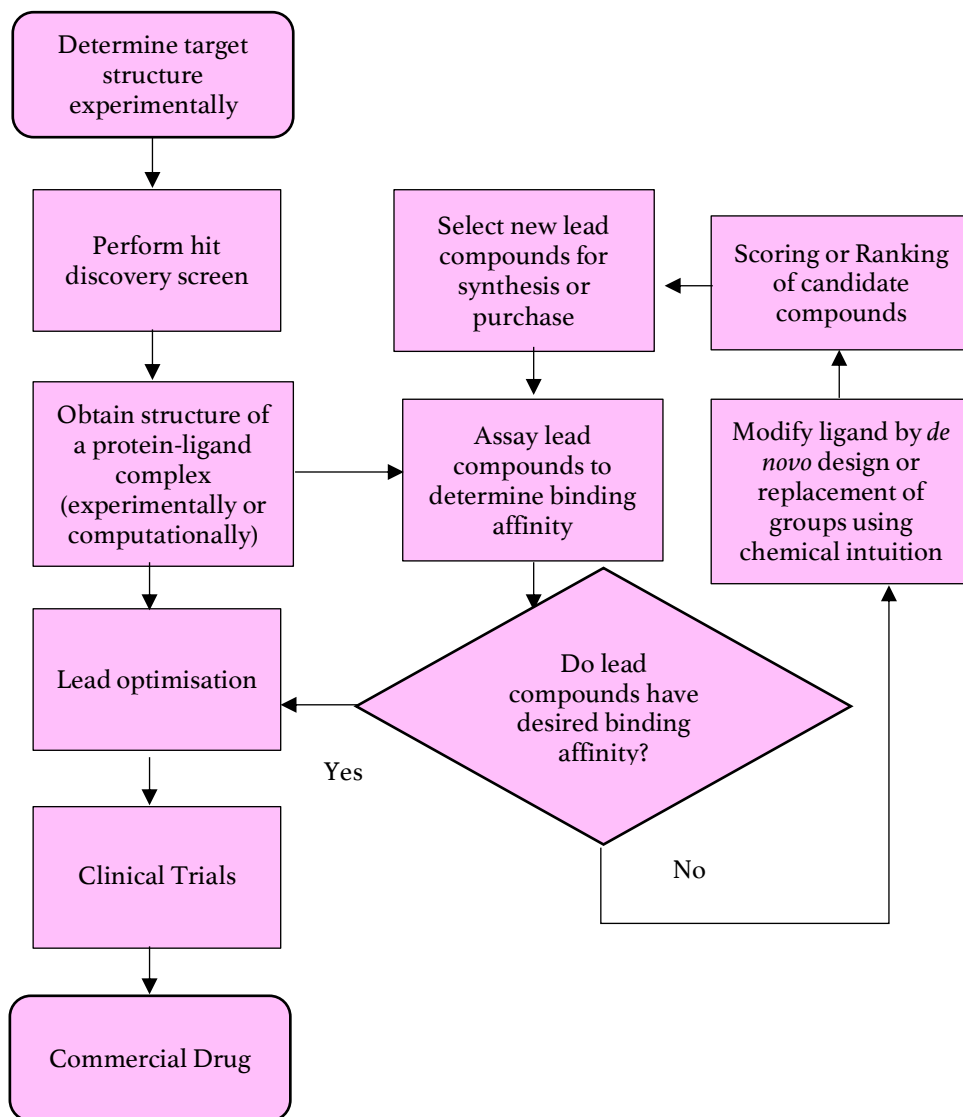 Determine target
structure
experimentally
Perform hit
discovery screen
Obtain structure of
a protein-ligand
complex
(experimentally or
computationally)
Lead optimisation
Clinical Trials
Commercial Drug
Select new lead
compounds for
synthesis or
purchase
Assay lead
compounds to
determine binding
affinity
Do lead
compounds have
desired binding
affinity?
Yes
No
Scoring or Ranking
of candidate
compounds
Modify ligand by de
novo design or
replacement of
groups using
chemical intuition